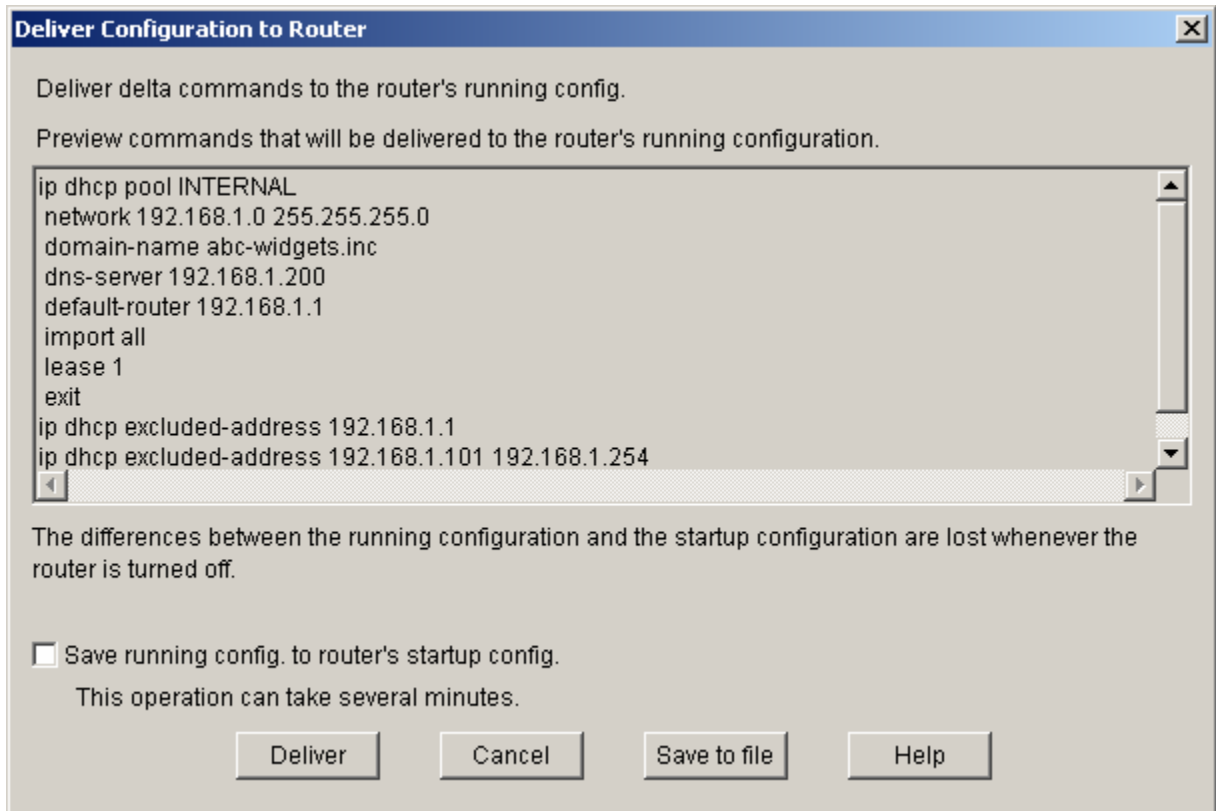 Deliver Configuration to Router
Deliver delta commands to the router's running config.
Preview commands that will be delivered to the router's running configuration.
ip dhcp pool INTERNAL
network 192.168.1.0 255.255.255.0
domain-name abc-widgets.inc
dns-server 192.168.1.200
default-router 192.168.1.1
import all
lease 1
exit
ip dhcp excluded-address 192.168.1.1
ip dhcp excluded-address 192.168.1.101 192.168.1.254
The differences between the running configuration and the startup configuration are lost whenever the
router is turned off.
Save running config. to router's startup config.
This operation can take several minutes.
Deliver Cancel Save to file Help